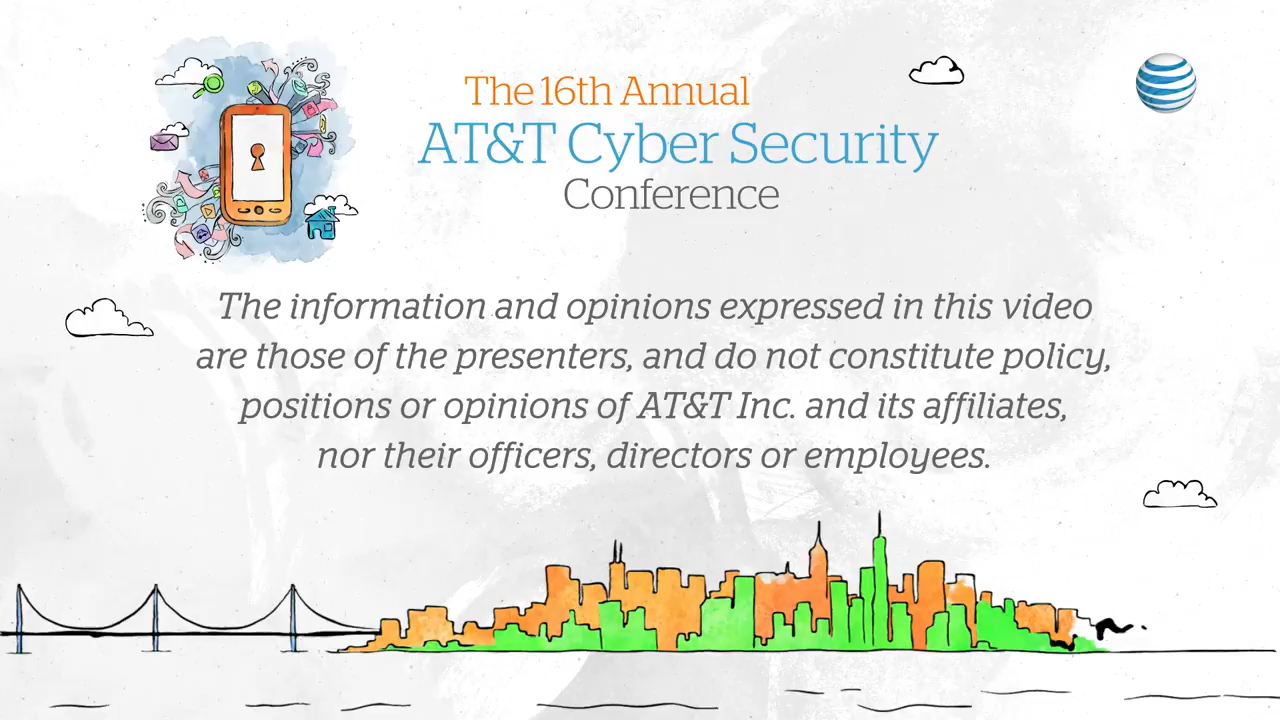 The 16th Annual
AT&T Cyber Security
Conference
The information and opinions expressed in this video
are those of the presenters, and do not constitute policy,
positions or opinions of AT&T Inc. and its affiliates,
nor their officers, directors or employees.